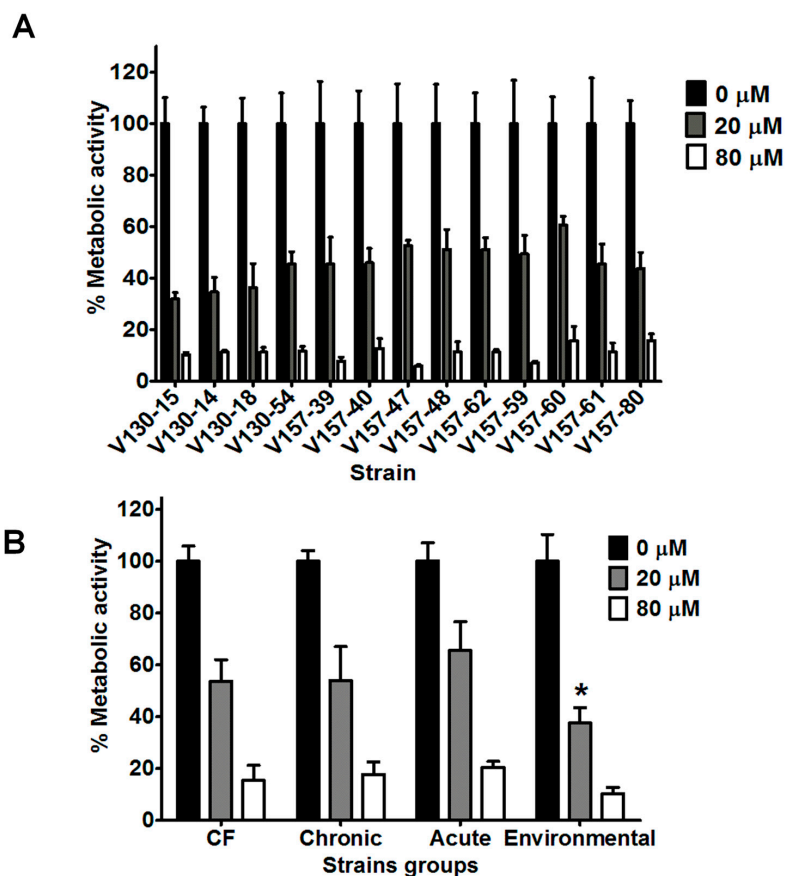 A
% Metabolic activity
120
100
80
60
40
20
0
0 µM
20 µM
80 µM
V130-15
V130-14
V130-18
V130-54
V157-39
V157-40
V157-47
V157-48
V157-62
V157-59
V157-60
V157-61
V157-80
Strain
B
% Metabolic activity
120
100
80
60
40
20
0
0 µM
20 µM
80 µM
*
CF Chronic Acute Environmental
Strains groups